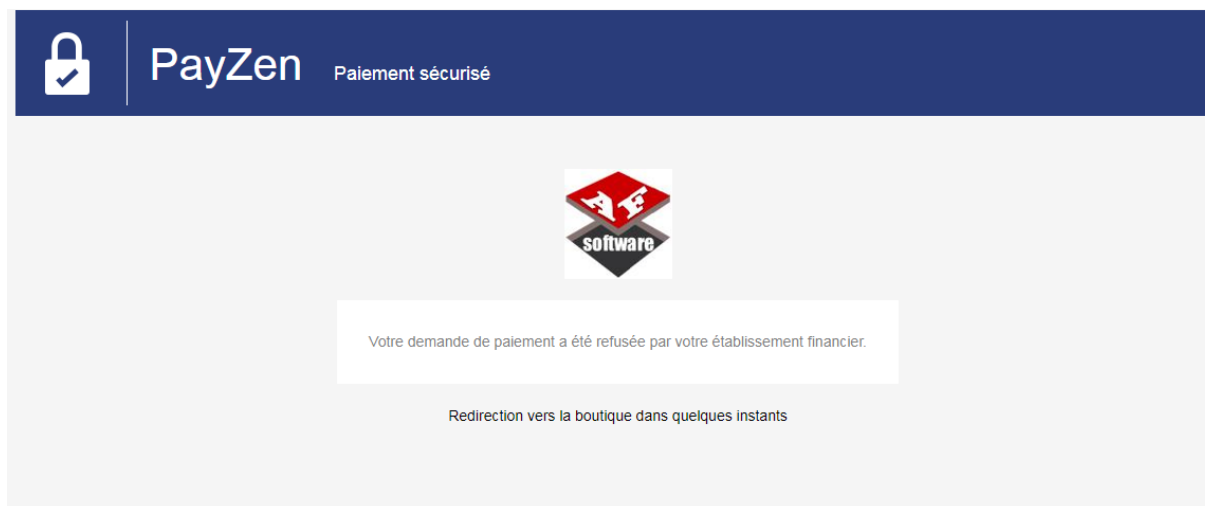 PayZen Paiement sécurisé
AE
software
Votre demande de paiement a été refusée par votre établissement financier.
Redirection vers la boutique dans quelques instants